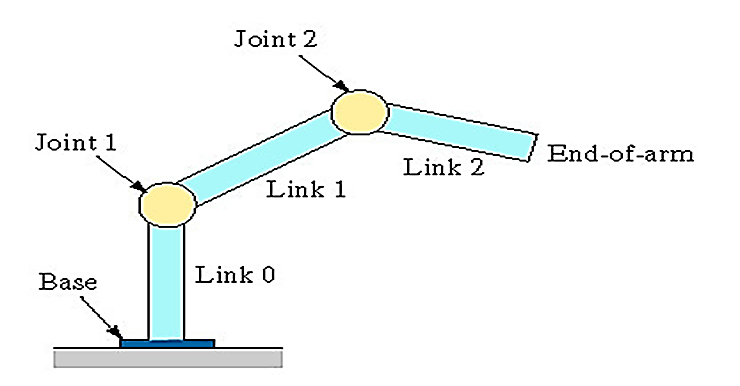 Joint 2
Joint 1
End-of-arm
Link 2
Link 1
Link 0
Base